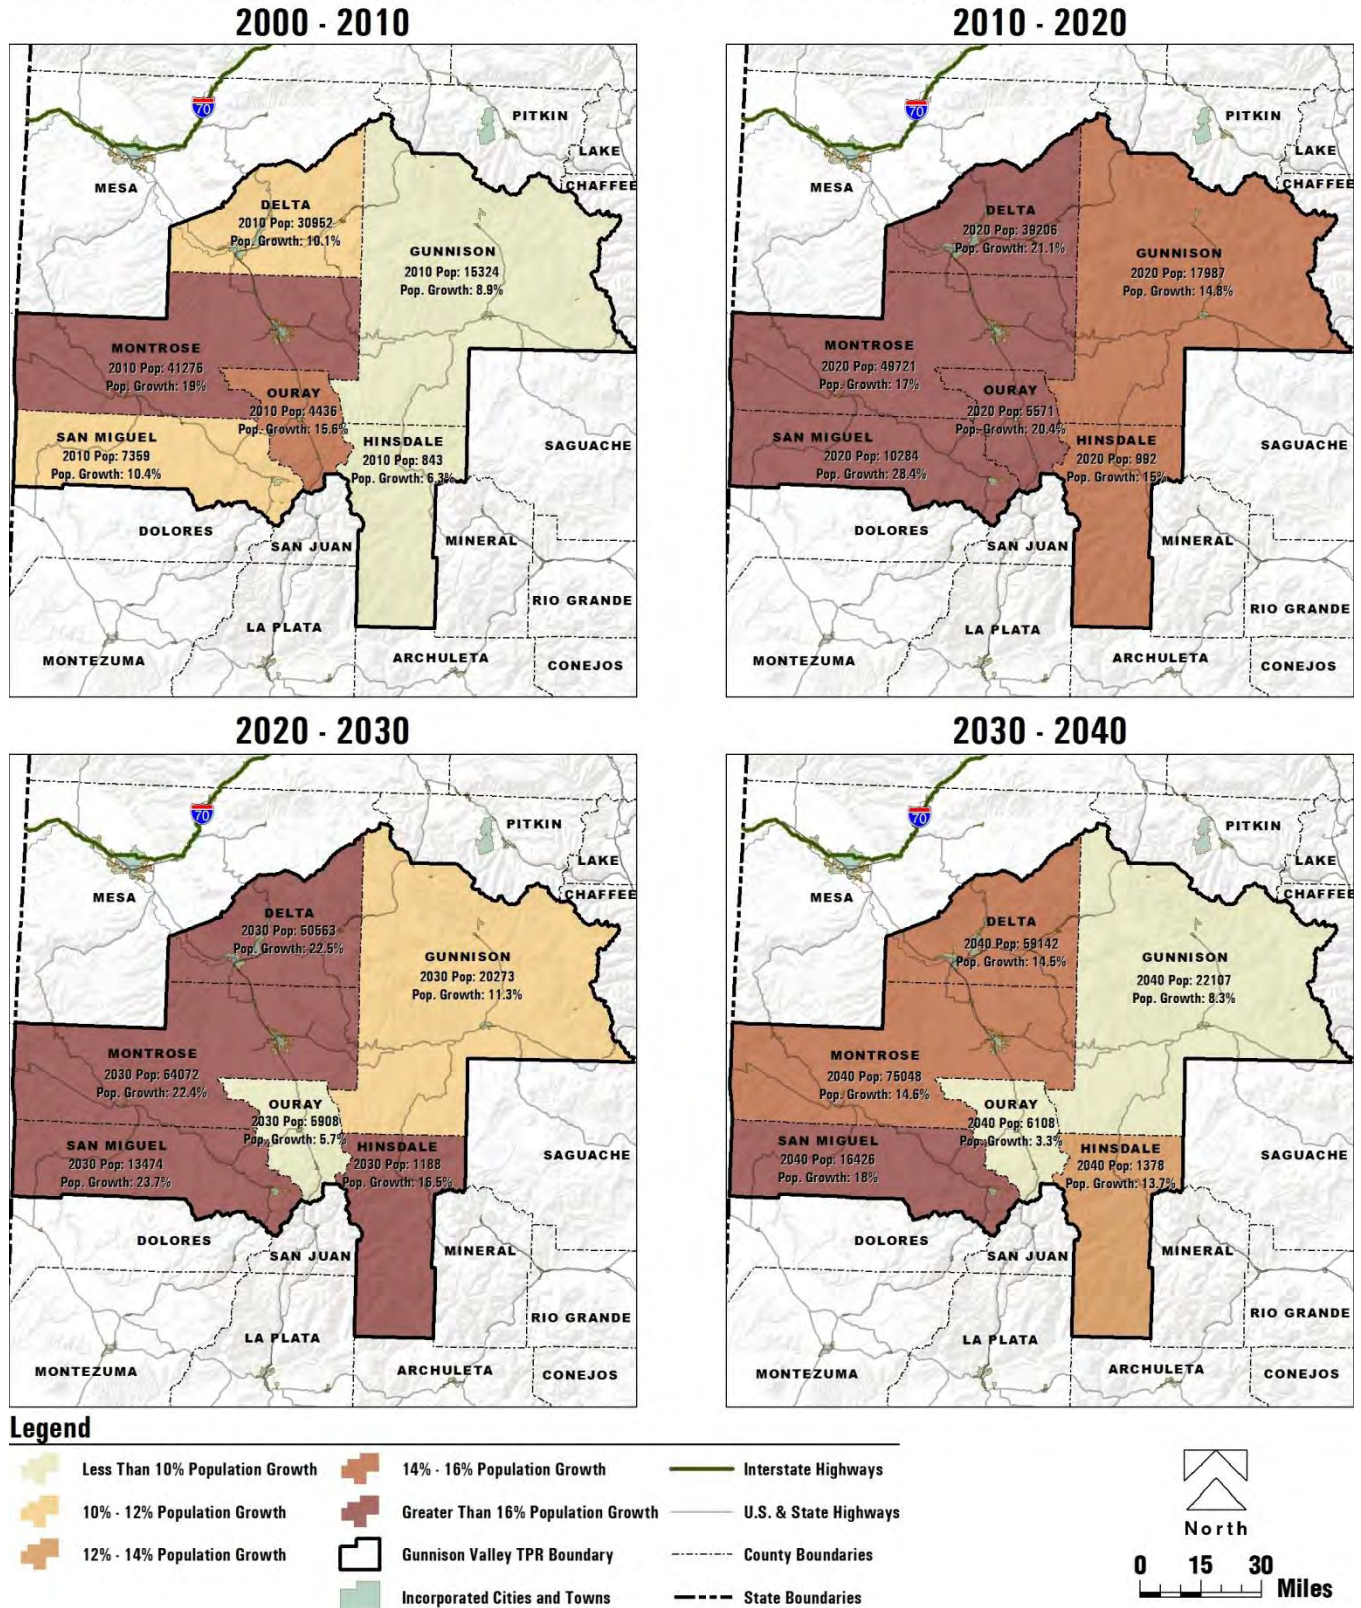 2000 - 2010
70
PITKIN
LAKE
CHAFFEE
MESA
DELTA
2010 Pop: 30952
Pop. Growth: 10.1%
GUNNISON
2010 Pop: 15324
Pop. Growth: 8.9%
MONTROSE
2010 Pop: 41276
Pop. Growth: 19%
OURAY
2010 Pop: 4436
Pop. Growth: 15.6%
SAN MIGUEL
2010 Pop: 7359
Pop. Growth: 10.4%
HINSDALE
2010 Pop: 843
Pop. Growth: 6.3%
SAGUACHE
DOLORES
SAN JUAN
MINERAL
RIO GRANDE
LA PLATA
MONTEZUMA
ARCHULETA
CONEJOS
2010 - 2020
70
PITKIN
LAKE
CHAFFEE
MESA
DELTA
2020 Pop: 39206
Pop. Growth: 21.1%
GUNNISON
2020 Pop: 17987
Pop. Growth: 14.8%
MONTROSE
2020 Pop: 49721
Pop. Growth: 17%
OURAY
2020 Pop: 5571
Pop. Growth: 20.4%
SAN MIGUEL
2020 Pop: 10284
Pop. Growth: 28.4%
HINSDALE
2020 Pop: 992
Pop. Growth: 15%
SAGUACHE
DOLORES
SAN JUAN
MINERAL
RIO GRANDE
LA PLATA
MONTEZUMA
ARCHULETA
CONEJOS
2020 - 2030
70
PITKIN
LAKE
CHAFFEE
MESA
DELTA
2030 Pop: 50563
Pop. Growth: 22.5%
GUNNISON
2030 Pop: 20273
Pop. Growth: 11.3%
MONTROSE
2030 Pop: 64072
Pop. Growth: 22.4%
OURAY
2030 Pop: 5908
Pop. Growth: 5.7%
SAN MIGUEL
2030 Pop: 13474
Pop. Growth: 23.7%
HINSDALE
2030 Pop: 1188
Pop. Growth: 16.5%
SAGUACHE
DOLORES
SAN JUAN
MINERAL
RIO GRANDE
LA PLATA
MONTEZUMA
ARCHULETA
CONEJOS
2030 - 2040
70
PITKIN
LAKE
CHAFFEE
MESA
DELTA
2040 Pop: 59142
Pop. Growth: 14.5%
GUNNISON
2040 Pop: 22107
Pop. Growth: 8.3%
MONTROSE
2040 Pop: 75048
Pop. Growth: 14.6%
OURAY
2040 Pop: 6108
Pop. Growth: 3.3%
SAN MIGUEL
2040 Pop: 16426
Pop. Growth: 18%
HINSDALE
2040 Pop: 1378
Pop. Growth: 13.7%
SAGUACHE
DOLORES
SAN JUAN
MINERAL
RIO GRANDE
LA PLATA
MONTEZUMA
ARCHULETA
CONEJOS
Legend
Less Than 10% Population Growth
10% - 12% Population Growth
12% - 14% Population Growth
14% - 16% Population Growth
Greater Than 16% Population Growth
Gunnison Valley TPR Boundary
Incorporated Cities and Towns
Interstate Highways
U.S. & State Highways
County Boundaries
State Boundaries
North
0 15 30
Miles